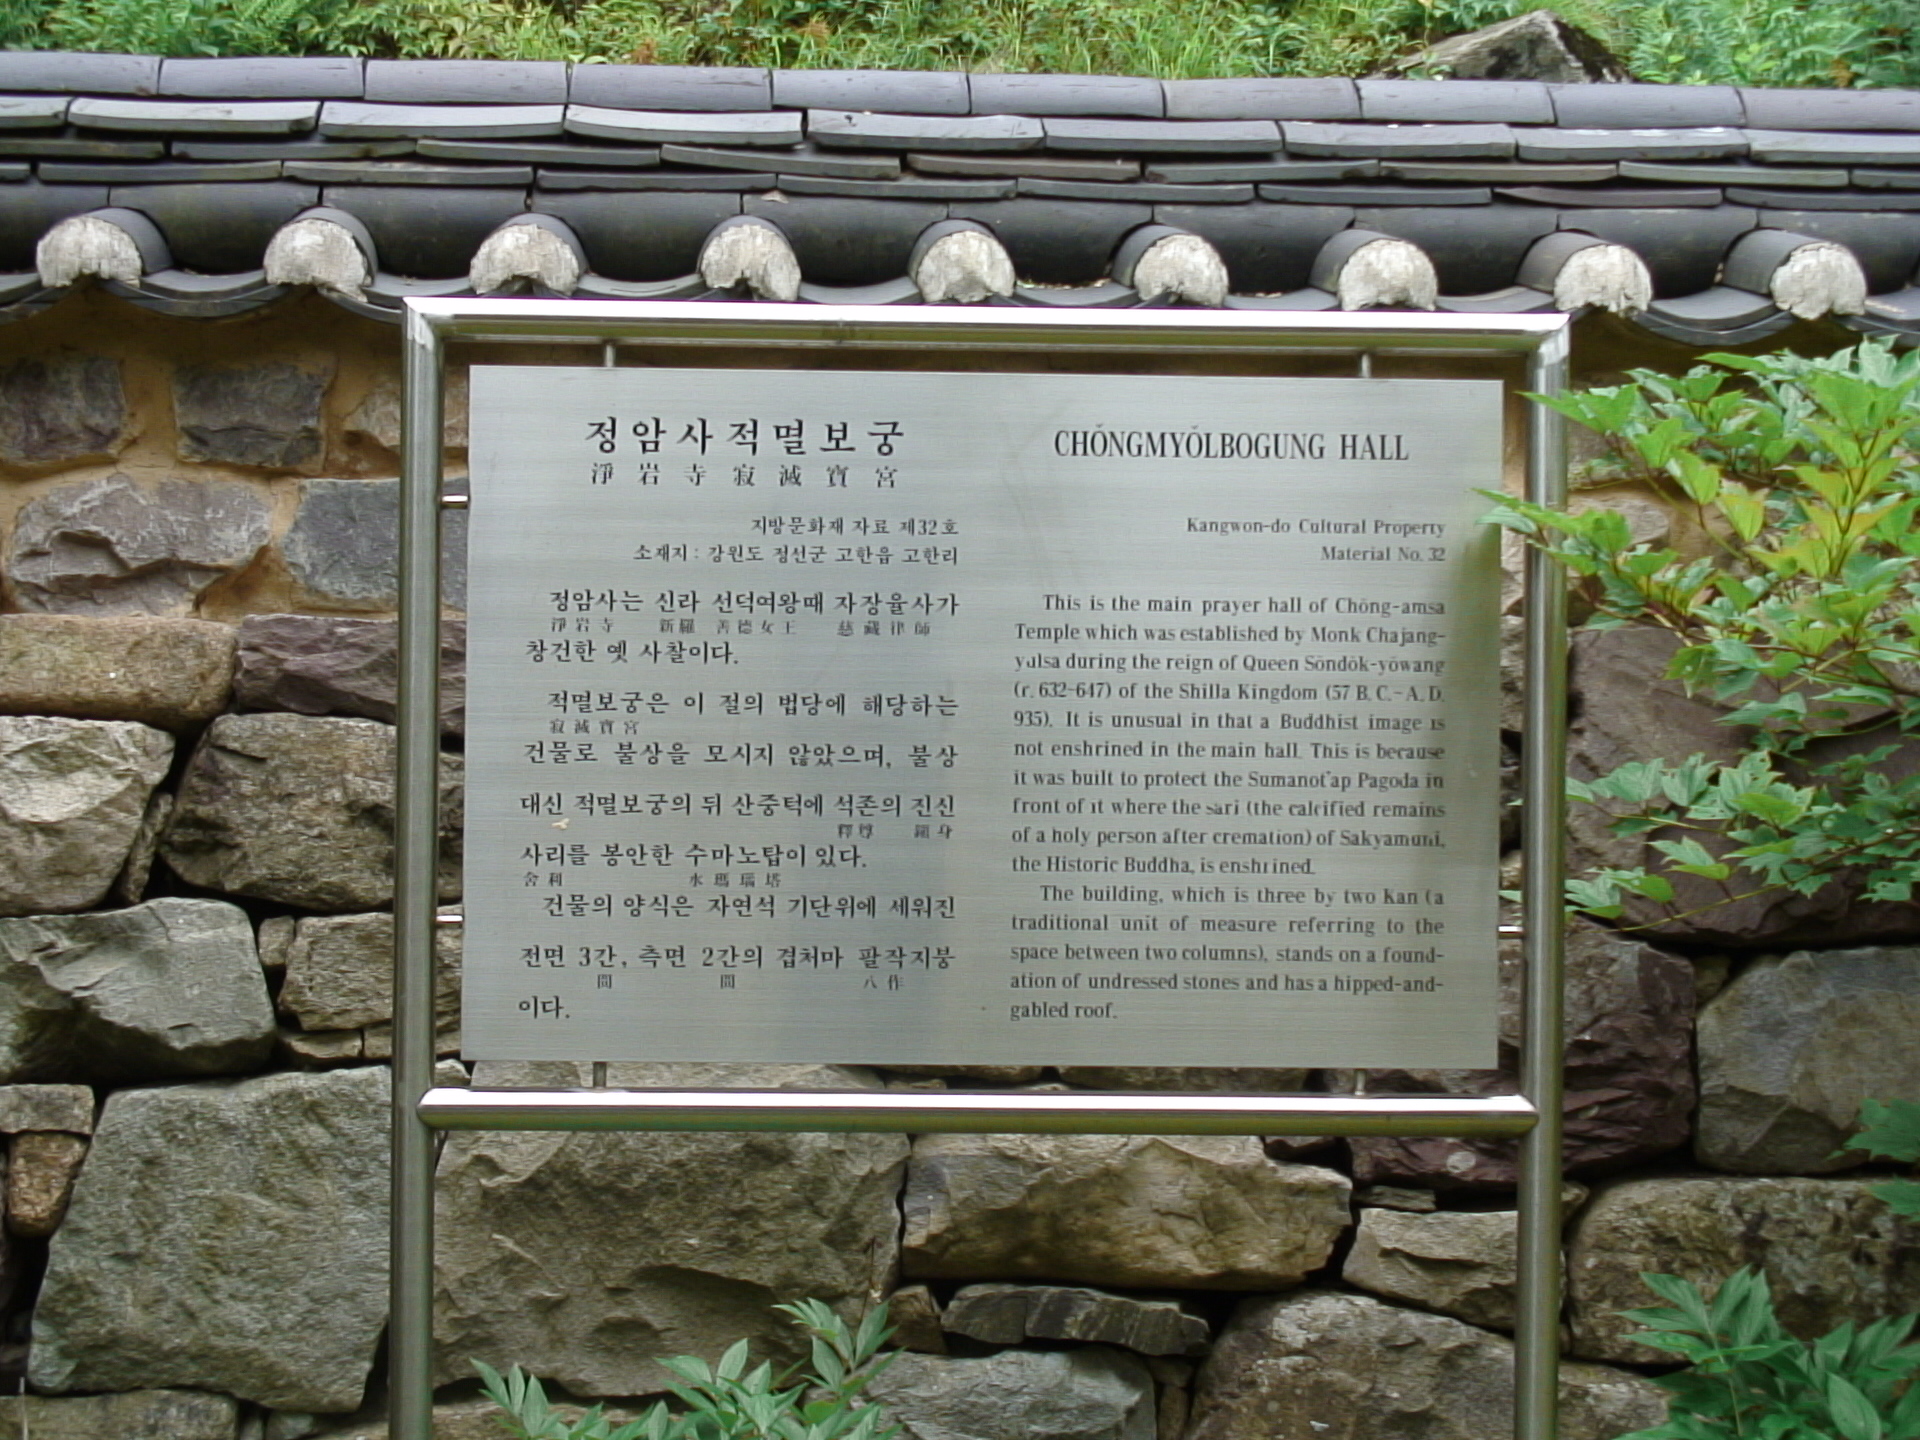 정암사적멸보궁
淨岩寺寂滅寶宮
지방문화재 자료 제32호
소재지 : 강원도 정선군 고한읍 고한리
정암사는 신라 선덕여왕때 자장율사가
淨岩寺 新羅 善德女王 慈藏律師
창건한 옛 사찰이다.
적멸보궁은 이 절의 법당에 해당하는
寂滅寶宮
건물로 불상을 모시지 않았으며, 불상
대신 적멸보궁의 뒤 산중턱에 석존의 진신
釋尊 身
사리를 봉안한 수마노탑이 있다.
舍利 水瑪瑙塔
건물의 양식은 자연석 기단위에 세워진
전면 3간, 측면 2간의 겹처마 팔작지붕
間 間 八作
이다.
CHŎNGMYŎLBOGUNG HALL
Kangwon-do Cultural Property
Material No. 32
This is the main prayer hall of Chŏng-amsa
Temple which was established by Monk Chajang-
yulsa during the reign of Queen Sŏndŏk-yŏwang
(r. 632-647) of the Shilla Kingdom (57 B. C.-A. D.
935). It is unusual in that a Buddhist image is
not enshrined in the main hall. This is because
it was built to protect the Sumanot'ap Pagoda in
front of it where the sari (the calcified remains
of a holy person after cremation) of Sakyamuni,
the Historic Buddha, is enshrined.
The building, which is three by two kan (a
traditional unit of measure referring to the
space between two columns), stands on a found-
ation of undressed stones and has a hipped-and-
gabled roof.